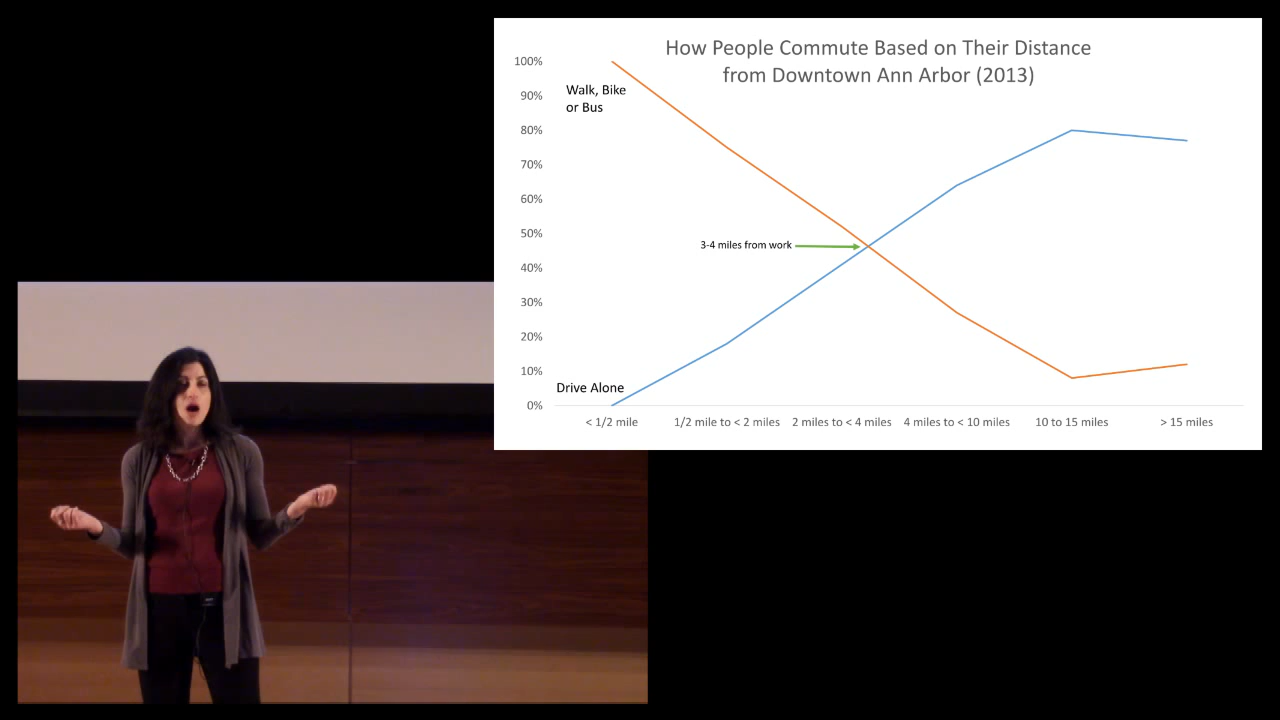 How People Commute Based on Their Distance
from Downtown Ann Arbor (2013)
100%
90%
80%
70%
60%
50%
40%
30%
20%
10%
0%
Walk, Bike
or Bus
3-4 miles from work
Drive Alone
< 1/2 mile
1/2 mile to < 2 miles
2 miles to < 4 miles
4 miles to < 10 miles
10 to 15 miles
> 15 miles